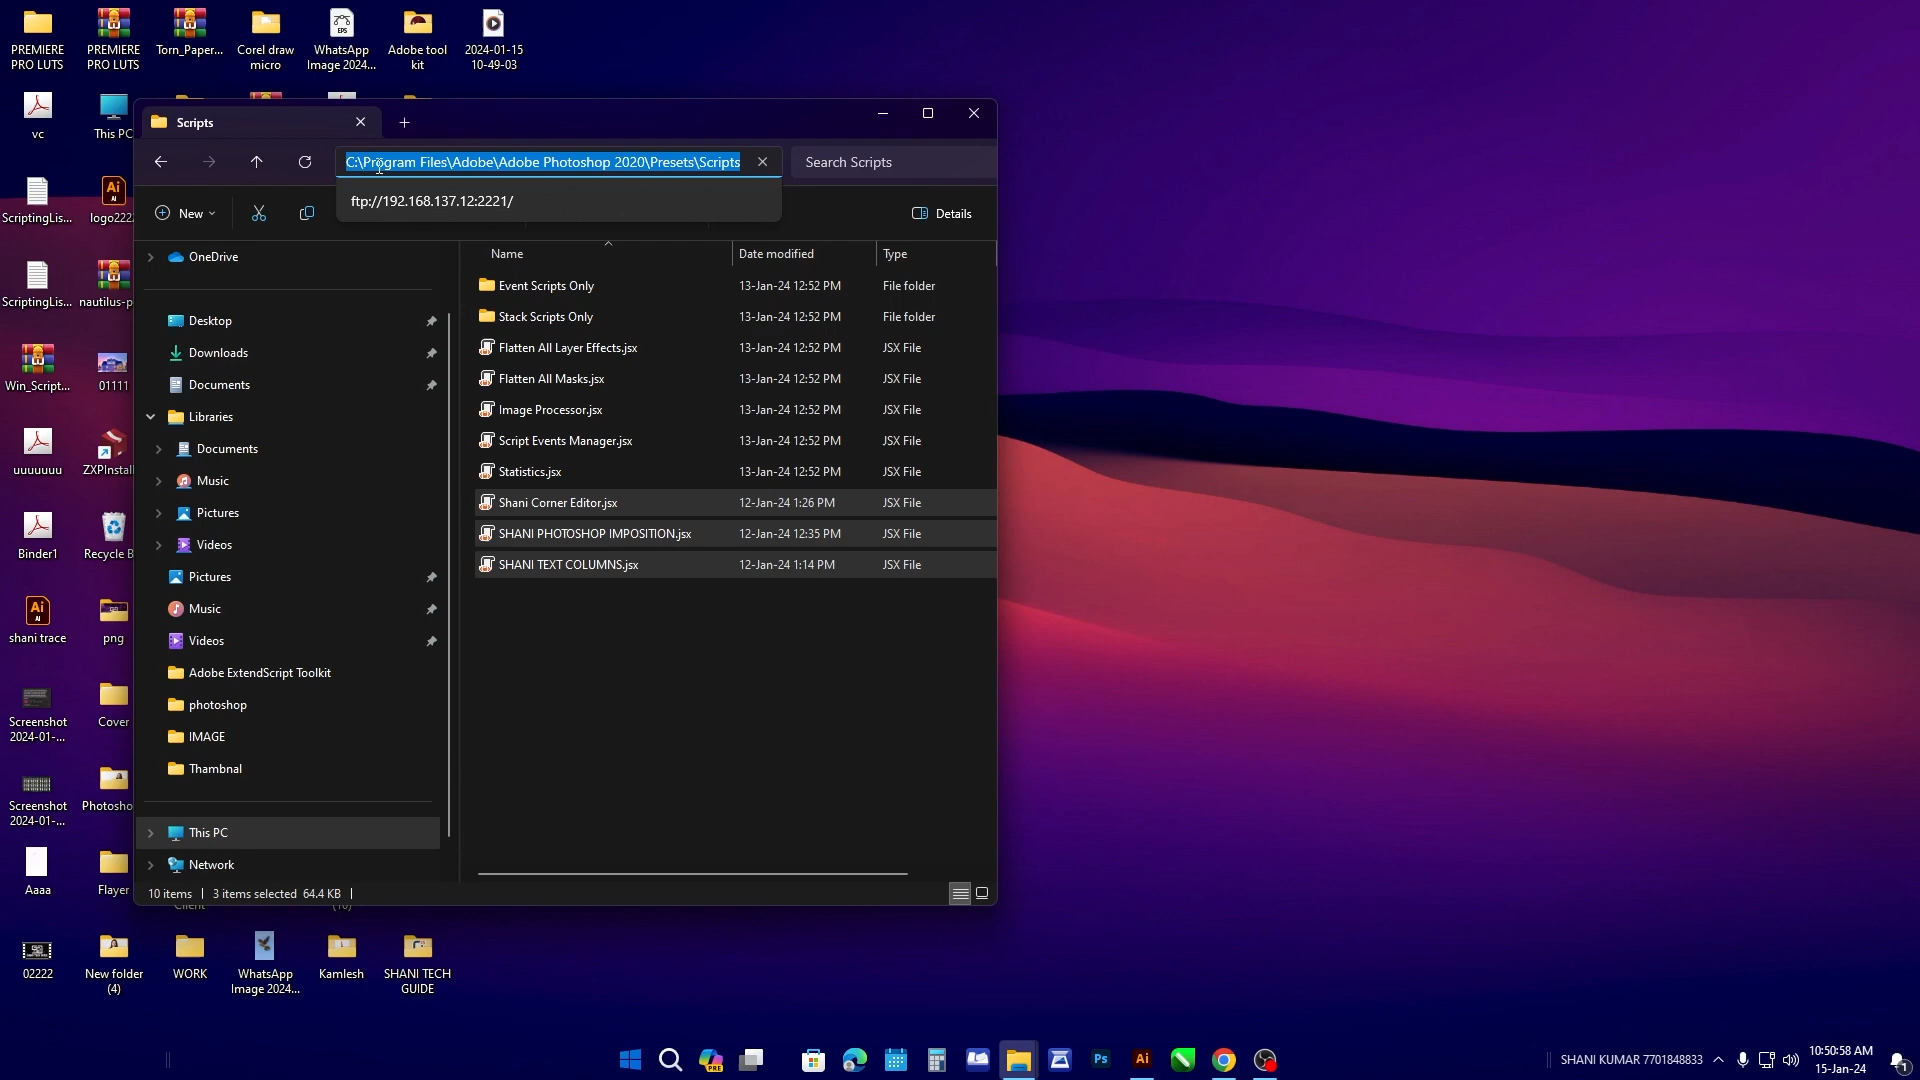 PREMIERE
PRO LUTS
PREMIERE
PRO LUTS
Torn_Paper...
Corel draw
micro
WhatsApp
Image 2024...
Adobe tool
kit
2024-01-15
10-49-03
vc
This PC
ScriptingLis...
logo2222
ScriptingLis...
nautilus-p
Win_Script...
01111
uuuuuuu
ZXPInstall
Binder1
Recycle B
shani trace
png
Screenshot
2024-01-...
Cover
Screenshot
2024-01-...
Photosho
Aaaa
Flayer
02222
New folder
(4)
WORK
WhatsApp
Image 2024...
Kamlesh
SHANI TECH
GUIDE
Scripts
C:\Program Files\Adobe\Adobe Photoshop 2020\Presets\Scripts
Search Scripts
ftp://192.168.137.12:2221/
New
Details
OneDrive
Desktop
Downloads
Documents
Libraries
Documents
Music
Pictures
Videos
Pictures
Music
Videos
Adobe ExtendScript Toolkit
photoshop
IMAGE
Thambnal
This PC
Network
Name Date modified Type
Event Scripts Only 13-Jan-24 12:52 PM File folder
Stack Scripts Only 13-Jan-24 12:52 PM File folder
Flatten All Layer Effects.jsx 13-Jan-24 12:52 PM JSX File
Flatten All Masks.jsx 13-Jan-24 12:52 PM JSX File
Image Processor.jsx 13-Jan-24 12:52 PM JSX File
Script Events Manager.jsx 13-Jan-24 12:52 PM JSX File
Statistics.jsx 13-Jan-24 12:52 PM JSX File
Shani Corner Editor.jsx 12-Jan-24 1:26 PM JSX File
SHANI PHOTOSHOP IMPOSITION.jsx 12-Jan-24 12:35 PM JSX File
SHANI TEXT COLUMNS.jsx 12-Jan-24 1:14 PM JSX File
10 items 3 items selected 64.4 KB
SHANI KUMAR 7701848833
10:50:58 AM
15-Jan-24